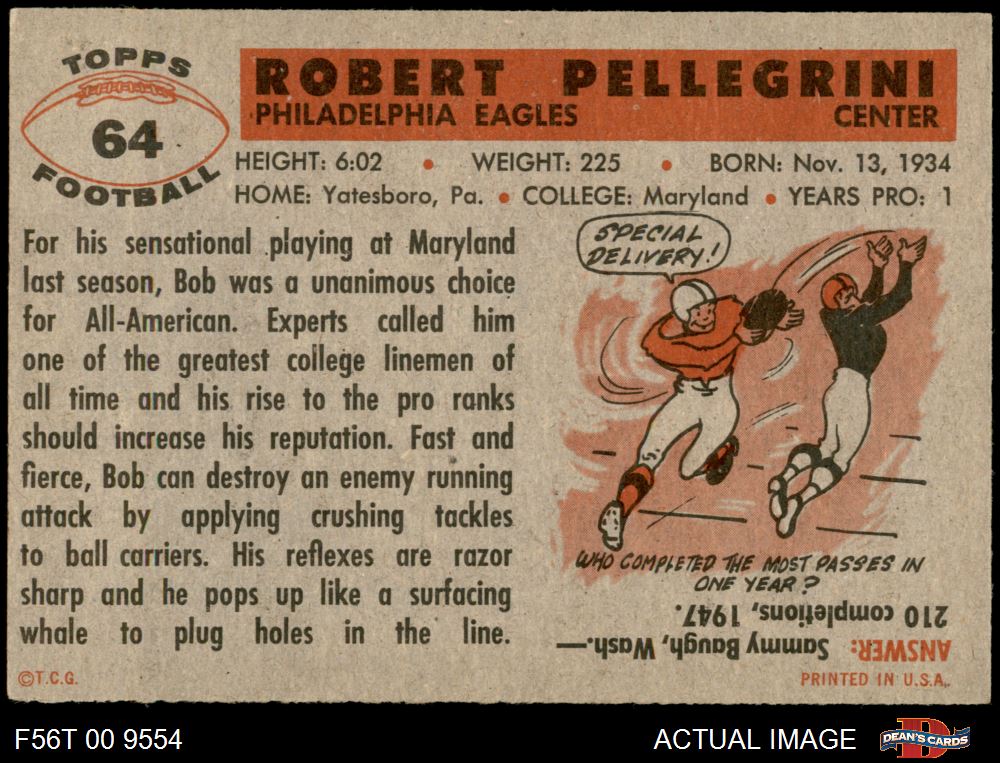 TOPPS
64
FOOTBALL
ROBERT PELLEGRINI
PHILADELPHIA EAGLES CENTER
HEIGHT: 6:02 • WEIGHT: 225 • BORN: Nov. 13, 1934
HOME: Yatesboro, Pa. • COLLEGE: Maryland • YEARS PRO: 1
For his sensational playing at Maryland
last season, Bob was a unanimous choice
for All-American. Experts called him
one of the greatest college linemen of
all time and his rise to the pro ranks
should increase his reputation. Fast and
fierce, Bob can destroy an enemy running
attack by applying crushing tackles
to ball carriers. His reflexes are razor
sharp and he pops up like a surfacing
whale to plug holes in the line.
SPECIAL
DELIVERY!
WHO COMPLETED THE MOST PASSES IN
ONE YEAR?
ANSWER: Sammy Baugh, Wash.—
210 completions, 1947.
©T.C.G.
PRINTED IN U.S.A.
F56T 00 9554
ACTUAL IMAGE
D
DEAN'S CARDS